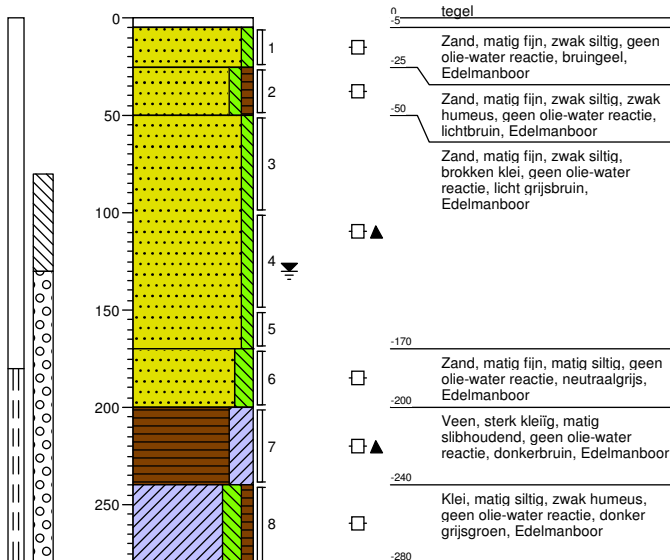 0
50
100
150
200
250
1
2
3
4
5
6
7
8
0
tegel
-5
Zand, matig fijn, zwak siltig, geen
olie-water reactie, bruingeel,
Edelmanboor
-25
Zand, matig fijn, zwak siltig, zwak
humeus, geen olie-water reactie,
lichtbruin, Edelmanboor
-50
Zand, matig fijn, zwak siltig,
brokken klei, geen olie-water
reactie, licht grijsbruin,
Edelmanboor
-170
Zand, matig fijn, matig siltig, geen
olie-water reactie, neutraalgrijs,
Edelmanboor
-200
Veen, sterk kleiïg, matig
slibhoudend, geen olie-water
reactie, donkerbruin, Edelmanboor
-240
Klei, matig siltig, zwak humeus,
geen olie-water reactie, donker
grijsgroen, Edelmanboor
-280